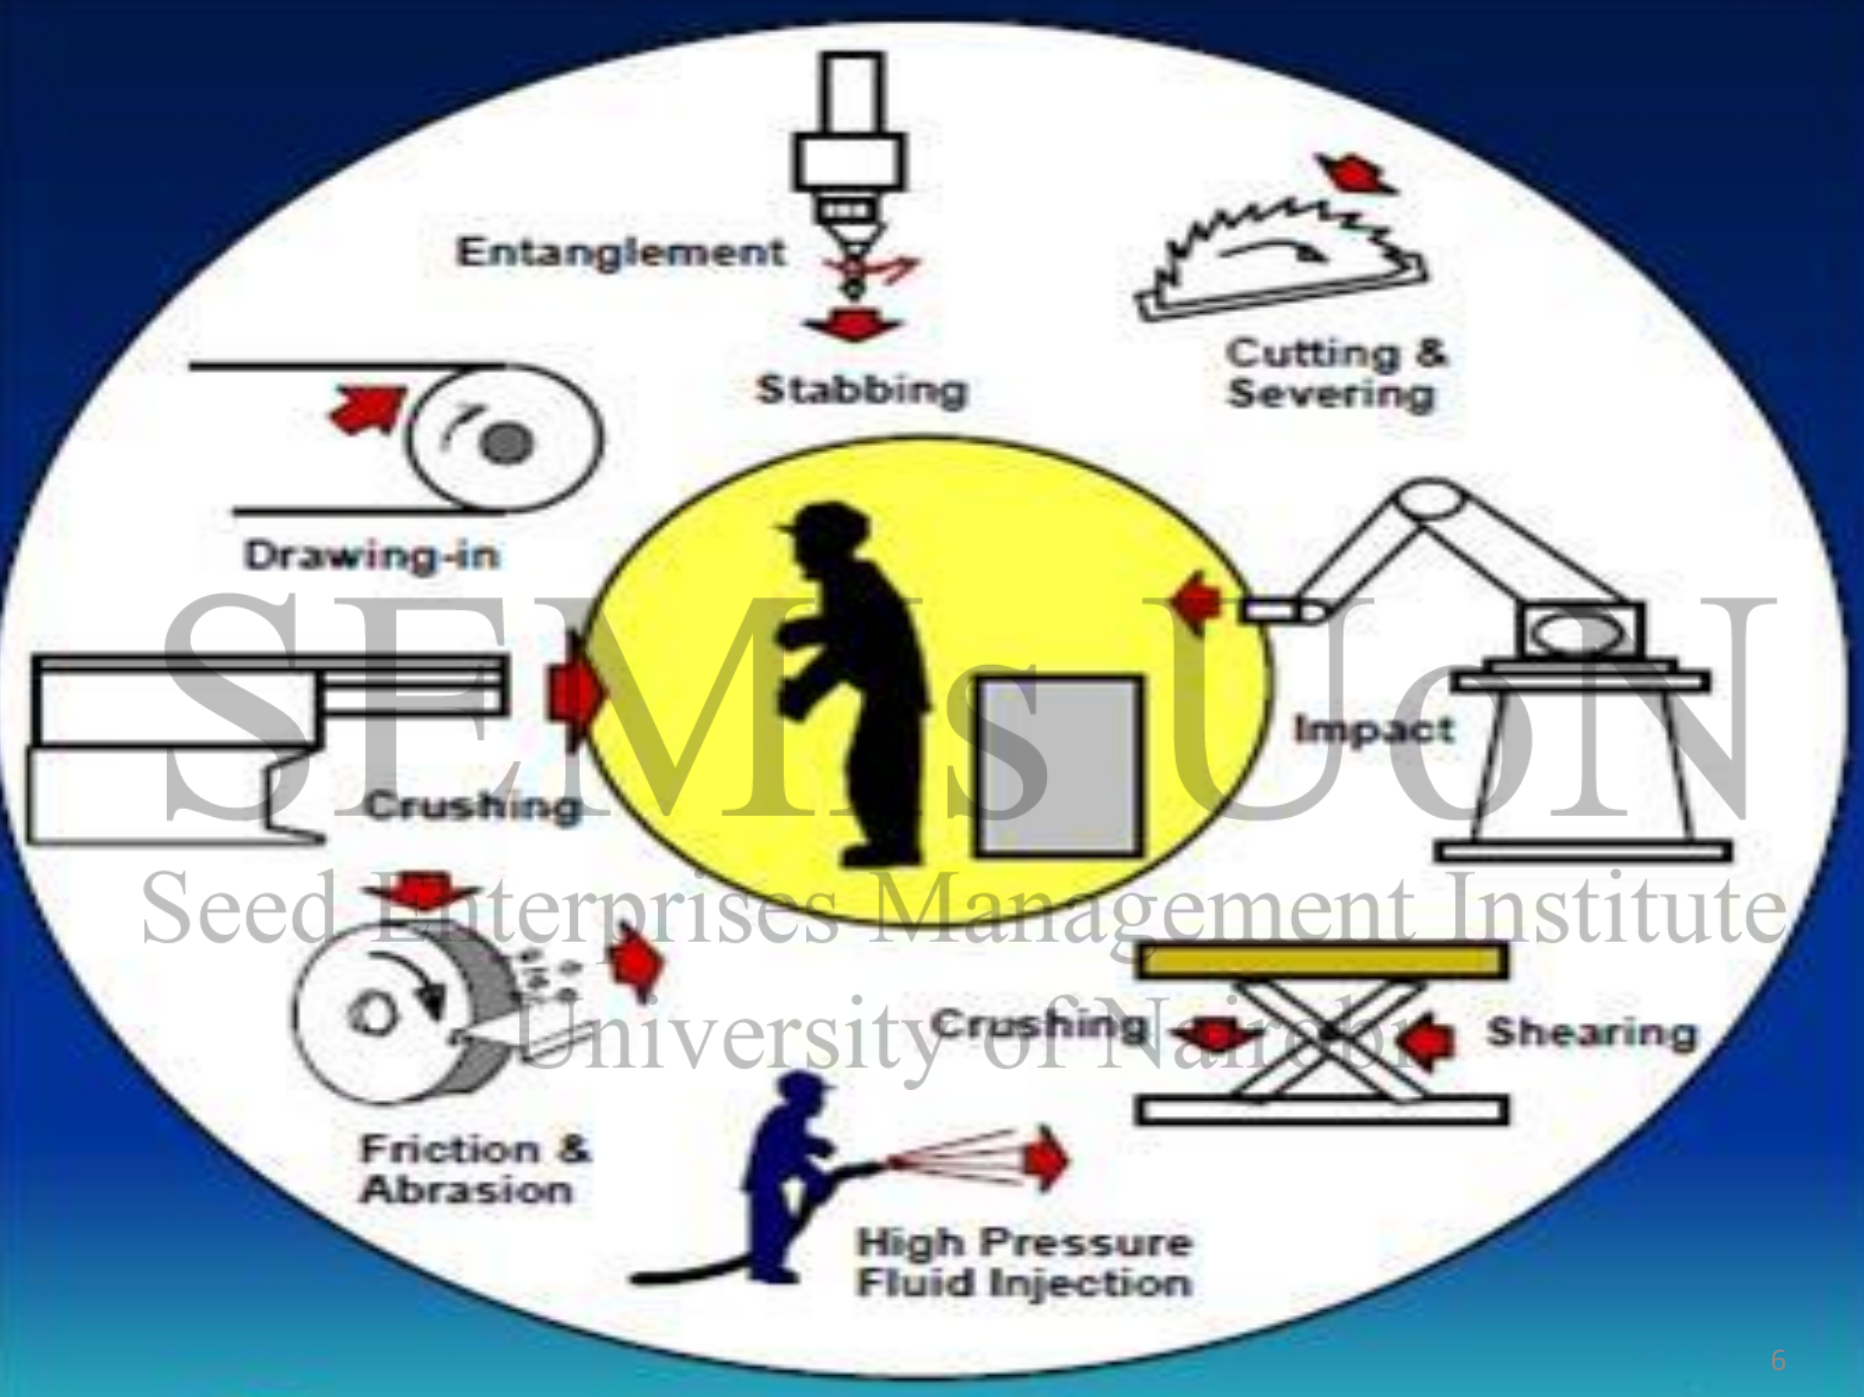 Entanglement
Stabbing
Cutting &
Severing
Drawing-in
Impact
Crushing
SEMIs UoN
Seed Enterprises Management Institute
University of Nairobi
Crushing
Shearing
Friction &
Abrasion
High Pressure
Fluid Injection
6